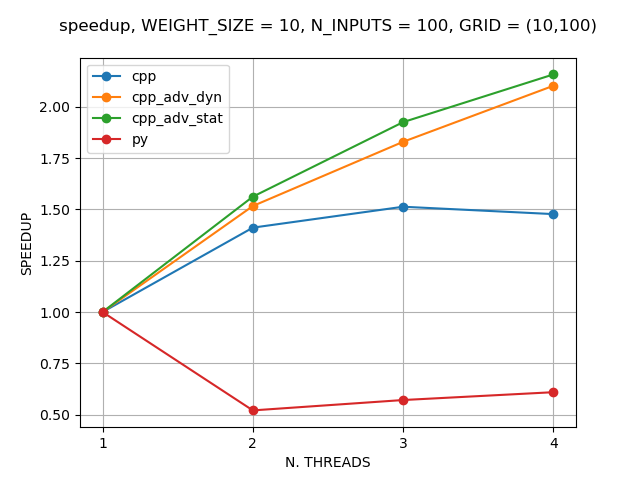 speedup, WEIGHT_SIZE = 10, N_INPUTS = 100, GRID = (10,100)
cpp
cpp_adv_dyn
cpp_adv_stat
py
SPEEDUP
2.00
1.75
1.50
1.25
1.00
0.75
0.50
1 2 3 4
N. THREADS